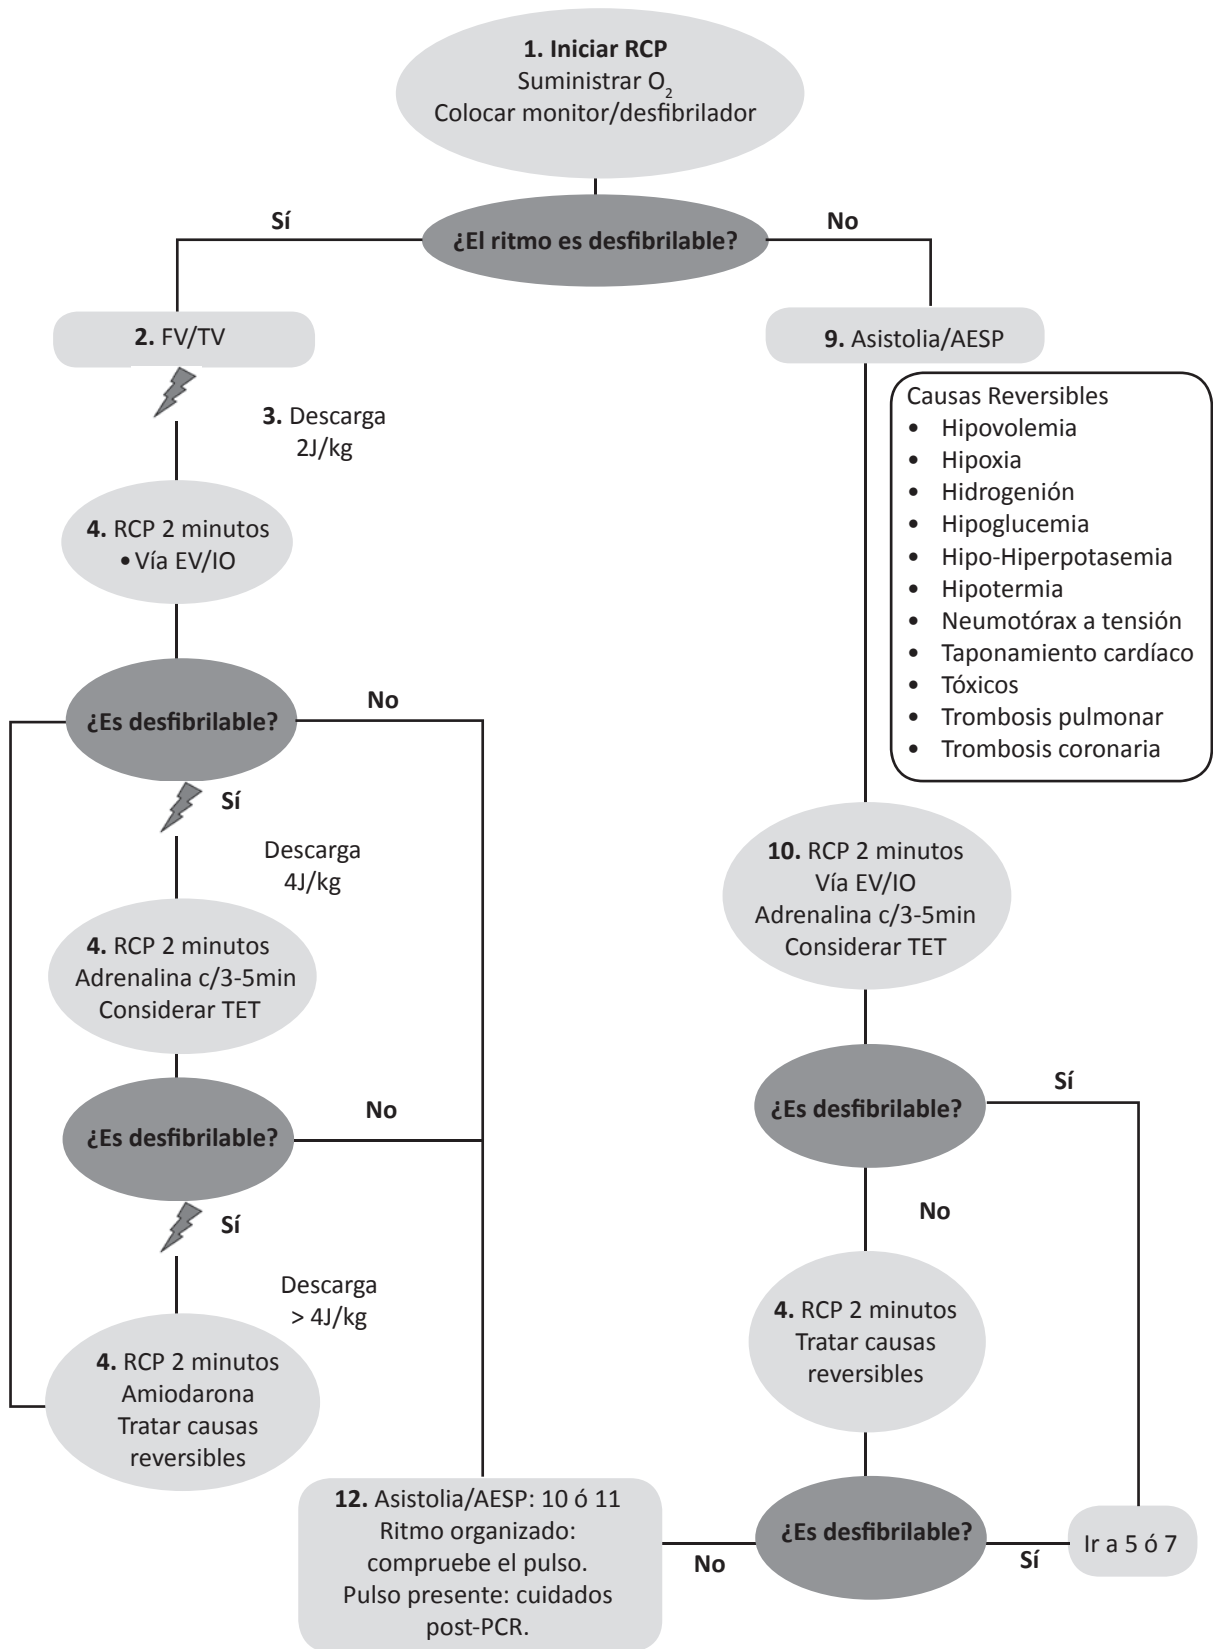 1. Iniciar RCP
Suministrar O₂
Colocar monitor/desfibrilador
¿El ritmo es desfibrilable?
Sí
No
2. FV/TV
3. Descarga
2J/kg
4. RCP 2 minutos
• Vía EV/IO
¿Es desfibrilable?
No
Sí
Descarga
4J/kg
4. RCP 2 minutos
Adrenalina c/3-5min
Considerar TET
¿Es desfibrilable?
No
Sí
Descarga
> 4J/kg
4. RCP 2 minutos
Amiodarona
Tratar causas
reversibles
9. Asistolia/AESP
Causas Reversibles
• Hipovolemia
• Hipoxia
• Hidrogenión
• Hipoglucemia
• Hipo-Hiperpotasemia
• Hipotermia
• Neumotórax a tensión
• Taponamiento cardíaco
• Tóxicos
• Trombosis pulmonar
• Trombosis coronaria
10. RCP 2 minutos
Vía EV/IO
Adrenalina c/3-5min
Considerar TET
¿Es desfibrilable?
Sí
No
4. RCP 2 minutos
Tratar causas
reversibles
¿Es desfibrilable?
No
Sí
Ir a 5 ó 7
12. Asistolia/AESP: 10 ó 11
Ritmo organizado:
compruebe el pulso.
Pulso presente: cuidados
post-PCR.